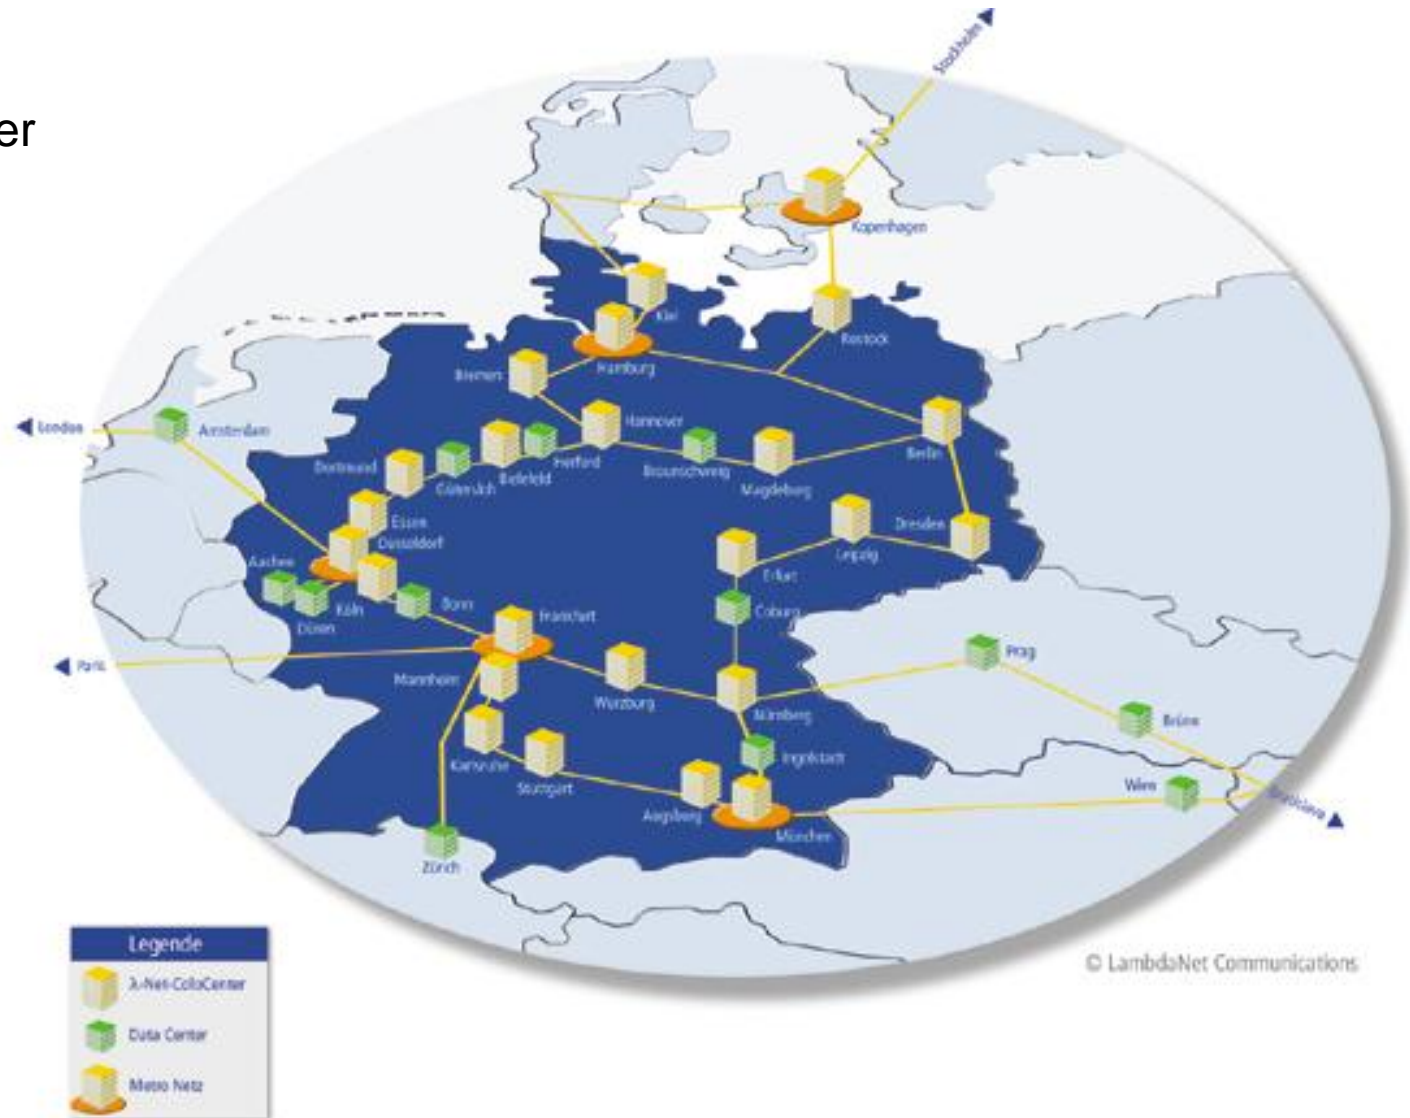 er
Stockholm
Kopenhagen
Kiel
Rostock
Hamburg
Bremen
London
Amsterdam
Hannover
Berlin
Dortmund
Gütersloh
Bielefeld
Herford
Braunschweig
Magdeburg
Essen
Düsseldorf
Dresden
Leipzig
Erfurt
Aachen
Düren
Köln
Bonn
Coburg
Frankfurt
Paris
Mannheim
Würzburg
Nürnberg
Prag
Brünn
Karlsruhe
Stuttgart
Ingolstadt
Augsburg
München
Wien
Bratislava
Zürich
Legende
λ-Net-ColoCenter
Data Center
Metro Netz
© LambdaNet Communications